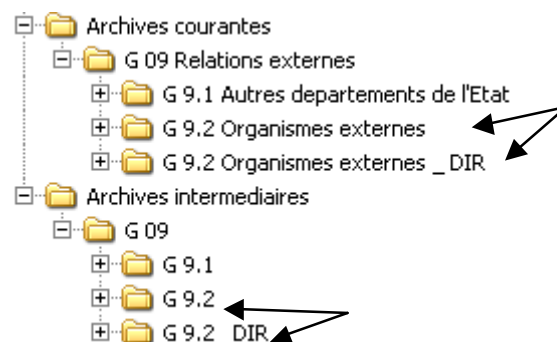 Archives courantes
G 09 Relations externes
G 9.1 Autres departements de l'Etat
G 9.2 Organismes externes
G 9.2 Organismes externes _ DIR
Archives intermediaires
G 09
G 9.1
G 9.2
G 9.2 DIR